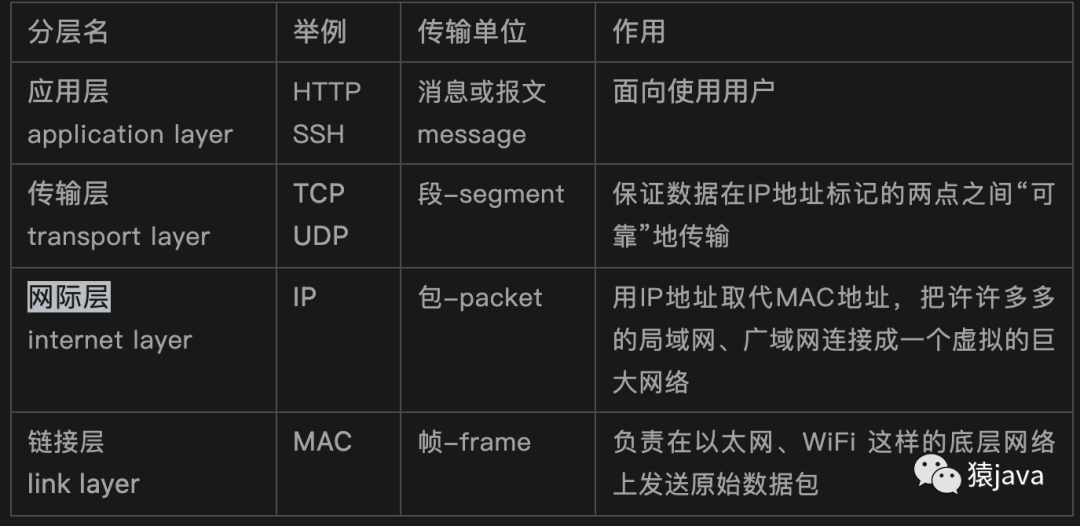 分层名 举例 传输单位 作用
应用层 HTTP 消息或报文 面向使用用户
application layer SSH message
传输层 TCP 段-segment 保证数据在IP地址标记的两点之间“可
transport layer UDP 靠”地传输
网际层 IP 包-packet 用IP地址取代MAC地址，把许许多多
internet layer 的局域网、广域网连接成一个虚拟的巨
大网络
链接层 MAC 帧-frame 负责在以太网、WiFi 这样的底层网络
link layer 上发送原始数据包
猿java